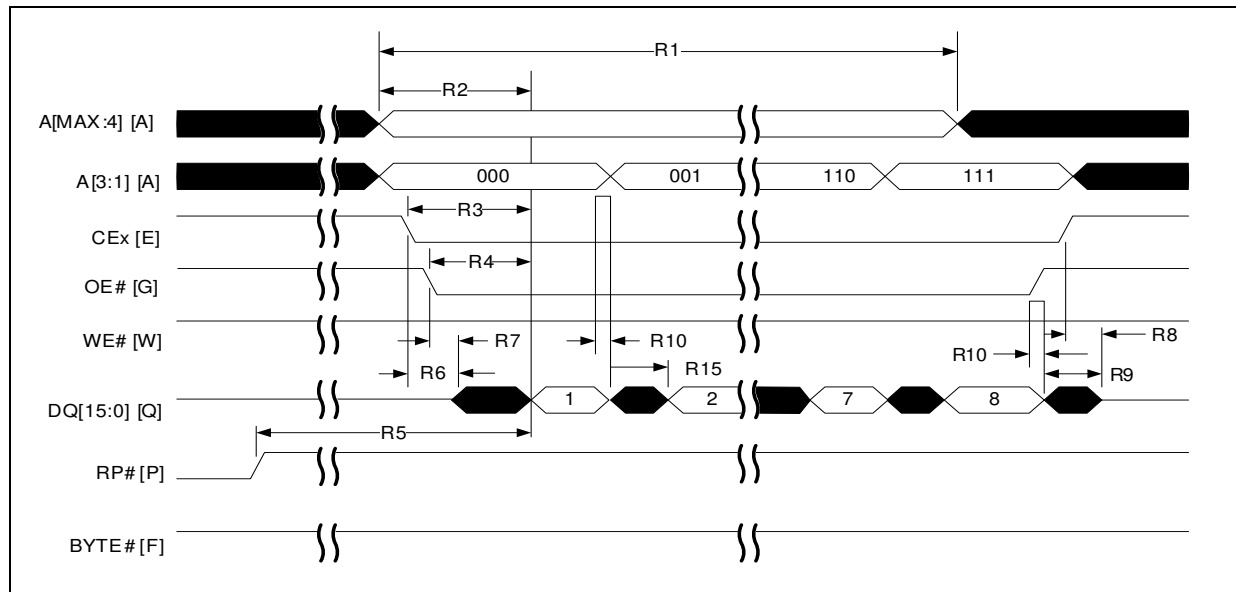 R1
R2
A[MAX:4] [A]
A[3:1] [A]
000
001
110
111
R3
CEx [E]
R4
OE# [G]
WE# [W]
R7
R10
R8
R10
R6
R15
R9
DQ[15:0] [Q]
1
2
7
8
R5
RP# [P]
BYTE# [F]